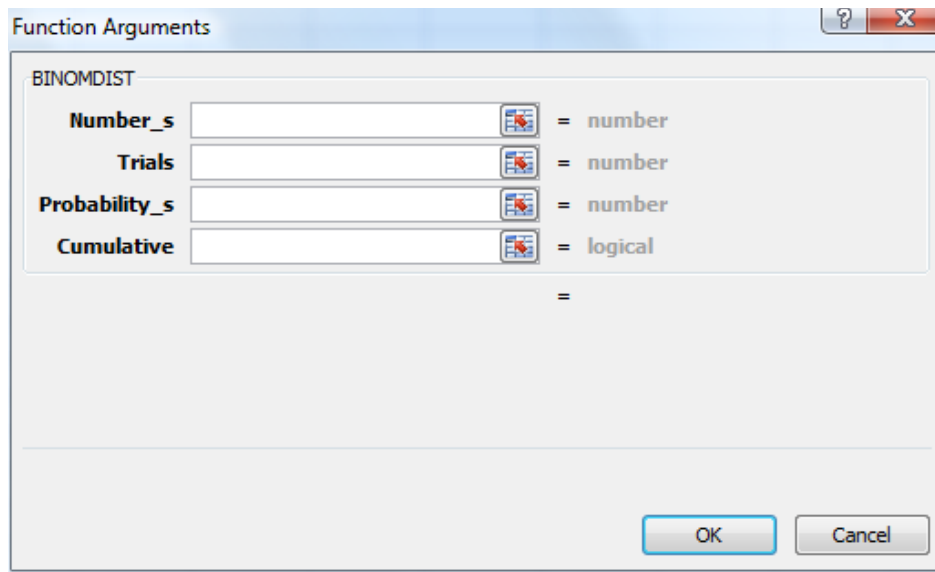 Function Arguments
BINOMDIST
Number_s = number
Trials = number
Probability_s = number
Cumulative = logical
=
OK Cancel